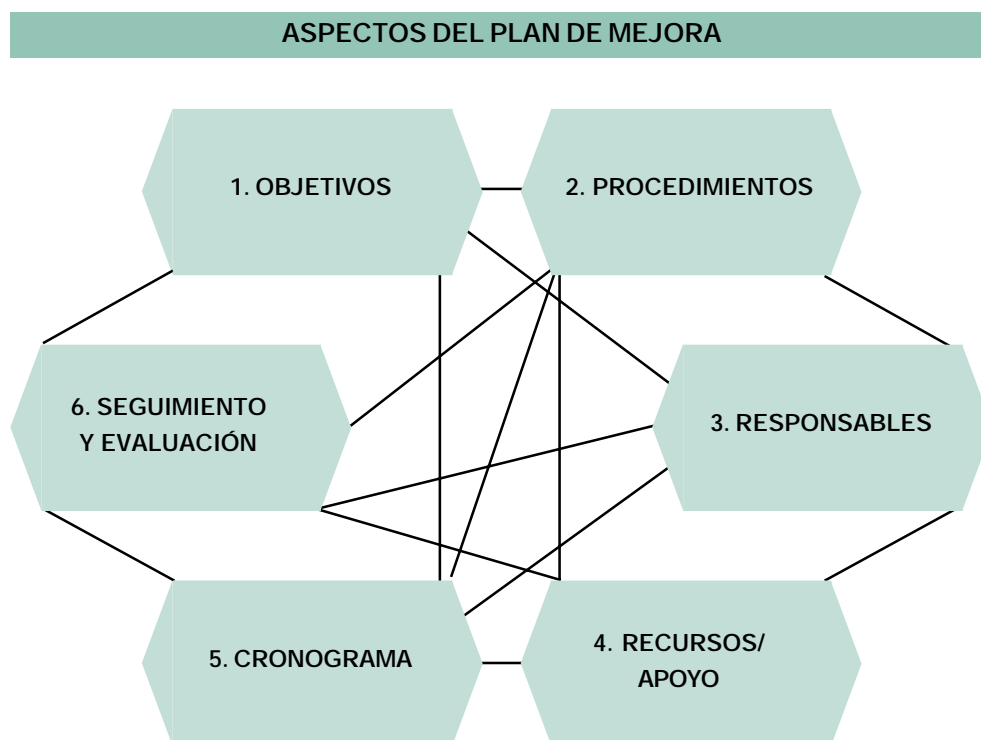 ASPECTOS DEL PLAN DE MEJORA
1. OBJETIVOS
2. PROCEDIMIENTOS
6. SEGUIMIENTO
Y EVALUACIÓN
3. RESPONSABLES
5. CRONOGRAMA
4. RECURSOS/
APOYO